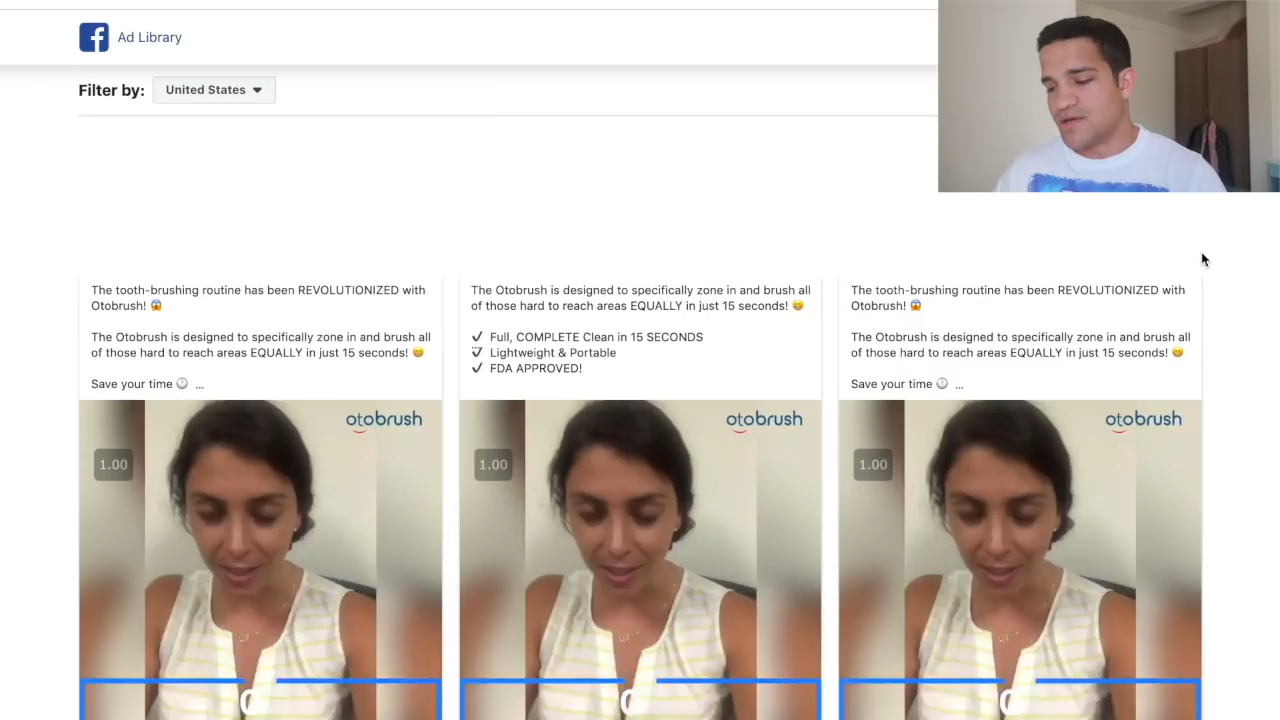 Ad Library
Filter by: United States
The tooth-brushing routine has been REVOLUTIONIZED with
Otobrush! 😱
The Otobrush is designed to specifically zone in and brush all
of those hard to reach areas EQUALLY in just 15 seconds! 😁
Save your time 🕐 ...
otobrush
1.00
The Otobrush is designed to specifically zone in and brush all
of those hard to reach areas EQUALLY in just 15 seconds! 😁
✓ Full, COMPLETE Clean in 15 SECONDS
✓ Lightweight & Portable
✓ FDA APPROVED!
otobrush
1.00
The tooth-brushing routine has been REVOLUTIONIZED with
Otobrush! 😱
The Otobrush is designed to specifically zone in and brush all
of those hard to reach areas EQUALLY in just 15 seconds! 😁
Save your time 🕐 ...
otobrush
1.00